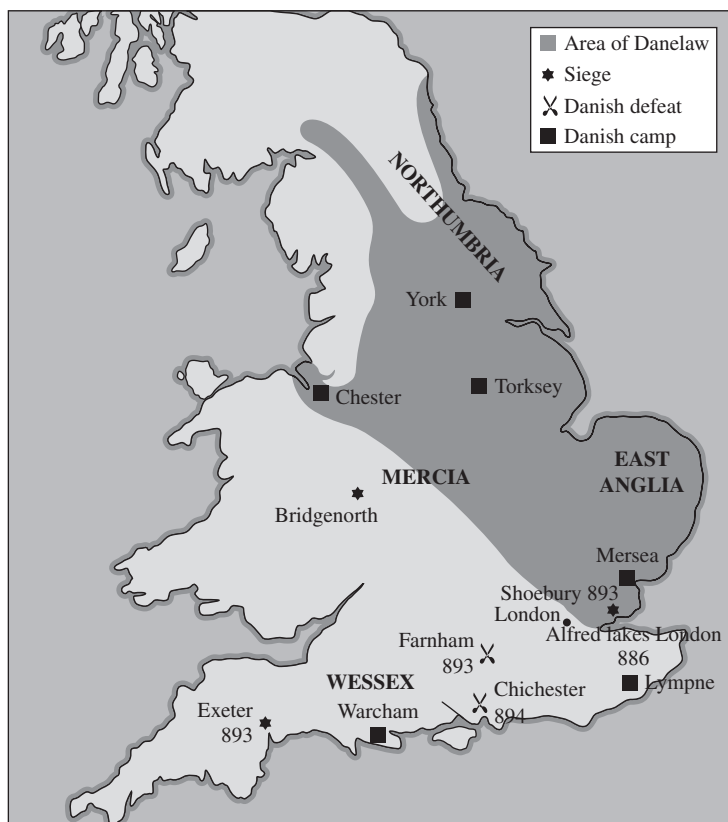 Area of Danelaw
Siege
Danish defeat
Danish camp
NORTHUMBRIA
York
Chester
Torksey
EAST
ANGLIA
MERCIA
Bridgenorth
Mersea
Shoebury 893
London
Alfred lakes London
886
Farnham
893
WESSEX
Lympne
Chichester
894
Exeter
893
Warcham